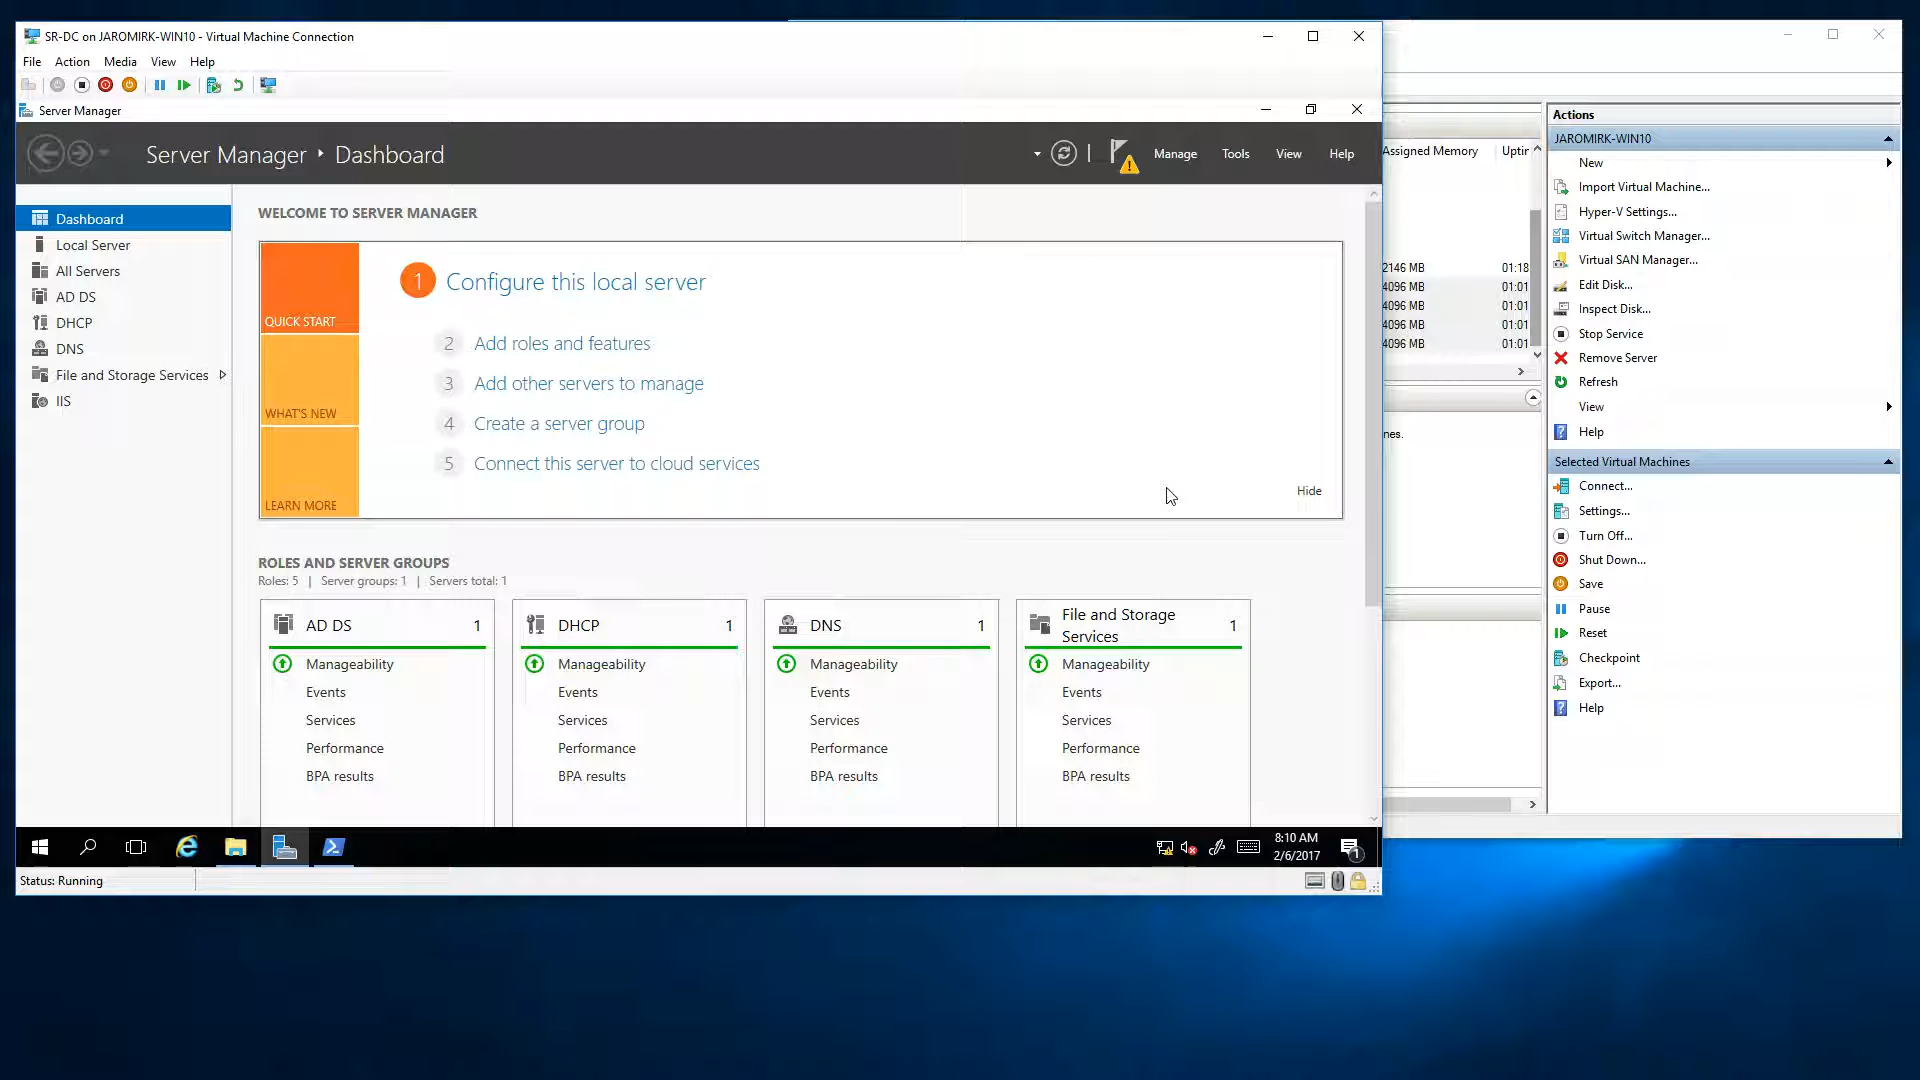 SR-DC on JAROMIRK-WIN10 - Virtual Machine Connection
File Action Media View Help
Server Manager
Server Manager ‣ Dashboard
Manage Tools View Help
Dashboard
Local Server
All Servers
AD DS
DHCP
DNS
File and Storage Services
IIS
WELCOME TO SERVER MANAGER
QUICK START
WHAT'S NEW
LEARN MORE
1 Configure this local server
2 Add roles and features
3 Add other servers to manage
4 Create a server group
5 Connect this server to cloud services
Hide
ROLES AND SERVER GROUPS
Roles: 5 | Server groups: 1 | Servers total: 1
AD DS 1
Manageability
Events
Services
Performance
BPA results
DHCP 1
Manageability
Events
Services
Performance
BPA results
DNS 1
Manageability
Events
Services
Performance
BPA results
File and Storage
Services 1
Manageability
Events
Services
Performance
BPA results
8:10 AM
2/6/2017
1
Status: Running
Assigned Memory Uptir
2146 MB 01:18
4096 MB 01:01
4096 MB 01:01
4096 MB 01:01
4096 MB 01:01
nes.
Actions
JAROMIRK-WIN10
New
Import Virtual Machine...
Hyper-V Settings...
Virtual Switch Manager...
Virtual SAN Manager...
Edit Disk...
Inspect Disk...
Stop Service
Remove Server
Refresh
View
Help
Selected Virtual Machines
Connect...
Settings...
Turn Off...
Shut Down...
Save
Pause
Reset
Checkpoint
Export...
Help